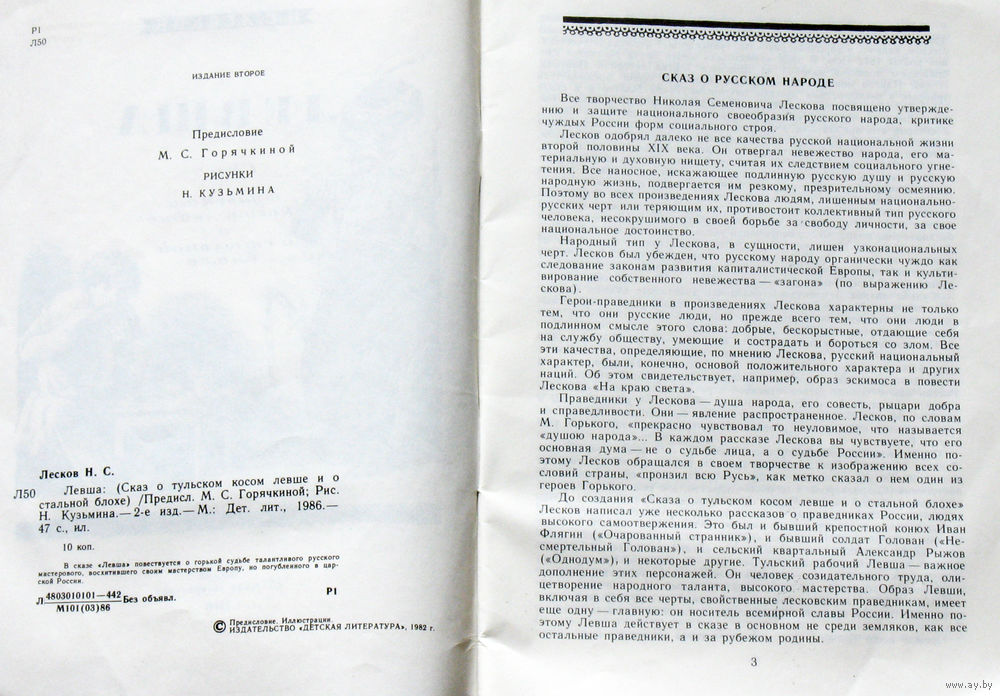 Р1
Л50
ИЗДАНИЕ ВТОРОЕ
Предисловие
М. С. Горячкиной
РИСУНКИ
Н. КУЗЬМИНА
Лесков Н. С.
Л50 Левша: (Сказ о тульском косом левше и о
стальной блохе) /Предисл. М. С. Горячкиной; Рис.
Н. Кузьмина.— 2-е изд.— М.: Дет. лит., 1986.—
47 с., ил.
10 коп.
В сказе «Левша» повествуется о горькой судьбе талантливого русского
мастерового, восхитившего своим мастерством Европу, но погубленного в цар-
ской России.
Л 4803010101—442 Без объявл.
М101(03)86
Р1
© Предисловие. Иллюстрации.
ИЗДАТЕЛЬСТВО «ДЕТСКАЯ ЛИТЕРАТУРА», 1982 г.
СКАЗ О РУССКОМ НАРОДЕ
Все творчество Николая Семеновича Лескова посвящено утвержде-
нию и защите национального своеобразия русского народа, критике
чуждых России форм социального строя.
Лесков одобрял далеко не все качества русской национальной жизни
второй половины XIX века. Он отвергал невежество народа, его ма-
териальную и духовную нищету, считая их следствием социального угне-
тения. Все наносное, искажающее подлинную русскую душу и русскую
народную жизнь, подвергается им резкому, презрительному осмеянию.
Поэтому во всех произведениях Лескова людям, лишенным национально-
русских черт или теряющим их, противостоит коллективный тип русского
человека, несокрушимого в своей борьбе за свободу личности, за свое
национальное достоинство.
Народный тип у Лескова, в сущности, лишен узконациональных
черт. Лесков был убежден, что русскому народу органически чуждо как
следование законам развития капиталистической Европы, так и культи-
вирование собственного невежества — «загона» (по выражению Ле-
скова).
Герои-праведники в произведениях Лескова характерны не только
тем, что они русские люди, но прежде всего тем, что они люди в
подлинном смысле этого слова: добрые, бескорыстные, отдающие себя
на службу обществу, умеющие и сострадать и бороться со злом. Все
эти качества, определяющие, по мнению Лескова, русский национальный
характер, были, конечно, основой положительного характера и других
наций. Об этом свидетельствует, например, образ эскимоса в повести
Лескова «На краю света».
Праведники у Лескова — душа народа, его совесть, рыцари добра
и справедливости. Они — явление распространенное. Лесков, по словам
М. Горького, «прекрасно чувствовал то неуловимое, что называется
«душою народа»... В каждом рассказе Лескова вы чувствуете, что его
основная дума — не о судьбе лица, а о судьбе России». Именно по-
этому Лесков обращался в своем творчестве к изображению всех со-
словий страны, «пронзил всю Русь», как метко сказал о нем один из
героев Горького.
До создания «Сказа о тульском косом левше и о стальной блохе»
Лесков написал уже несколько рассказов о праведниках России, людях
высокого самоотвержения. Это был и бывший крепостной конюх Иван
Флягин («Очарованный странник»), и бывший солдат Голован («Не-
смертельный Голован»), и сельский квартальный Александр Рыжов
(«Однодум»), и некоторые другие. Тульский рабочий Левша — важное
дополнение этих персонажей. Он человек созидательного труда, оли-
цетворение народного таланта, высокого мастерства. Образ Левши,
включая в себя все черты, свойственные лесковским праведникам, имеет
еще одну — главную: он носитель всемирной славы России. Именно по-
этому Левша действует в сказе в основном не среди земляков, как все
остальные праведники, а и за рубежом родины.
3
www.ay.by